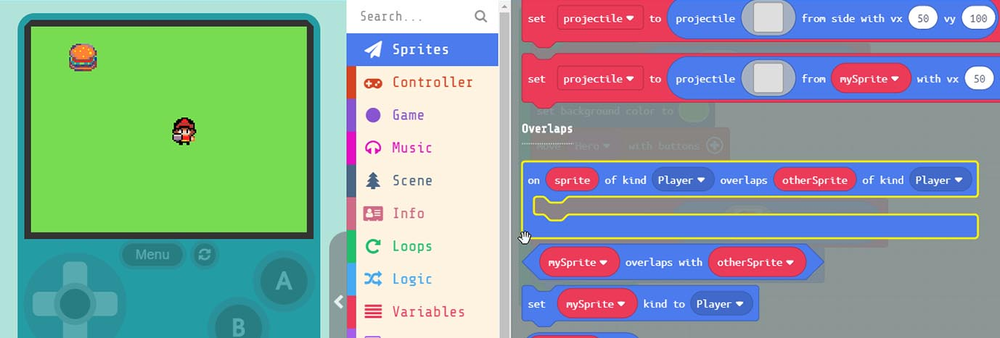 Search...
Sprites
Controller
Game
Music
Scene
Info
Loops
Logic
Variables
Menu
A
B
set projectile to projectile from side with vx 50 vy 100
set projectile to projectile from mySprite with vx 50
set background color to
Overlaps
move Hero with buttons
on sprite of kind Player overlaps otherSprite of kind Player
mySprite overlaps with otherSprite
set mySprite kind to Player